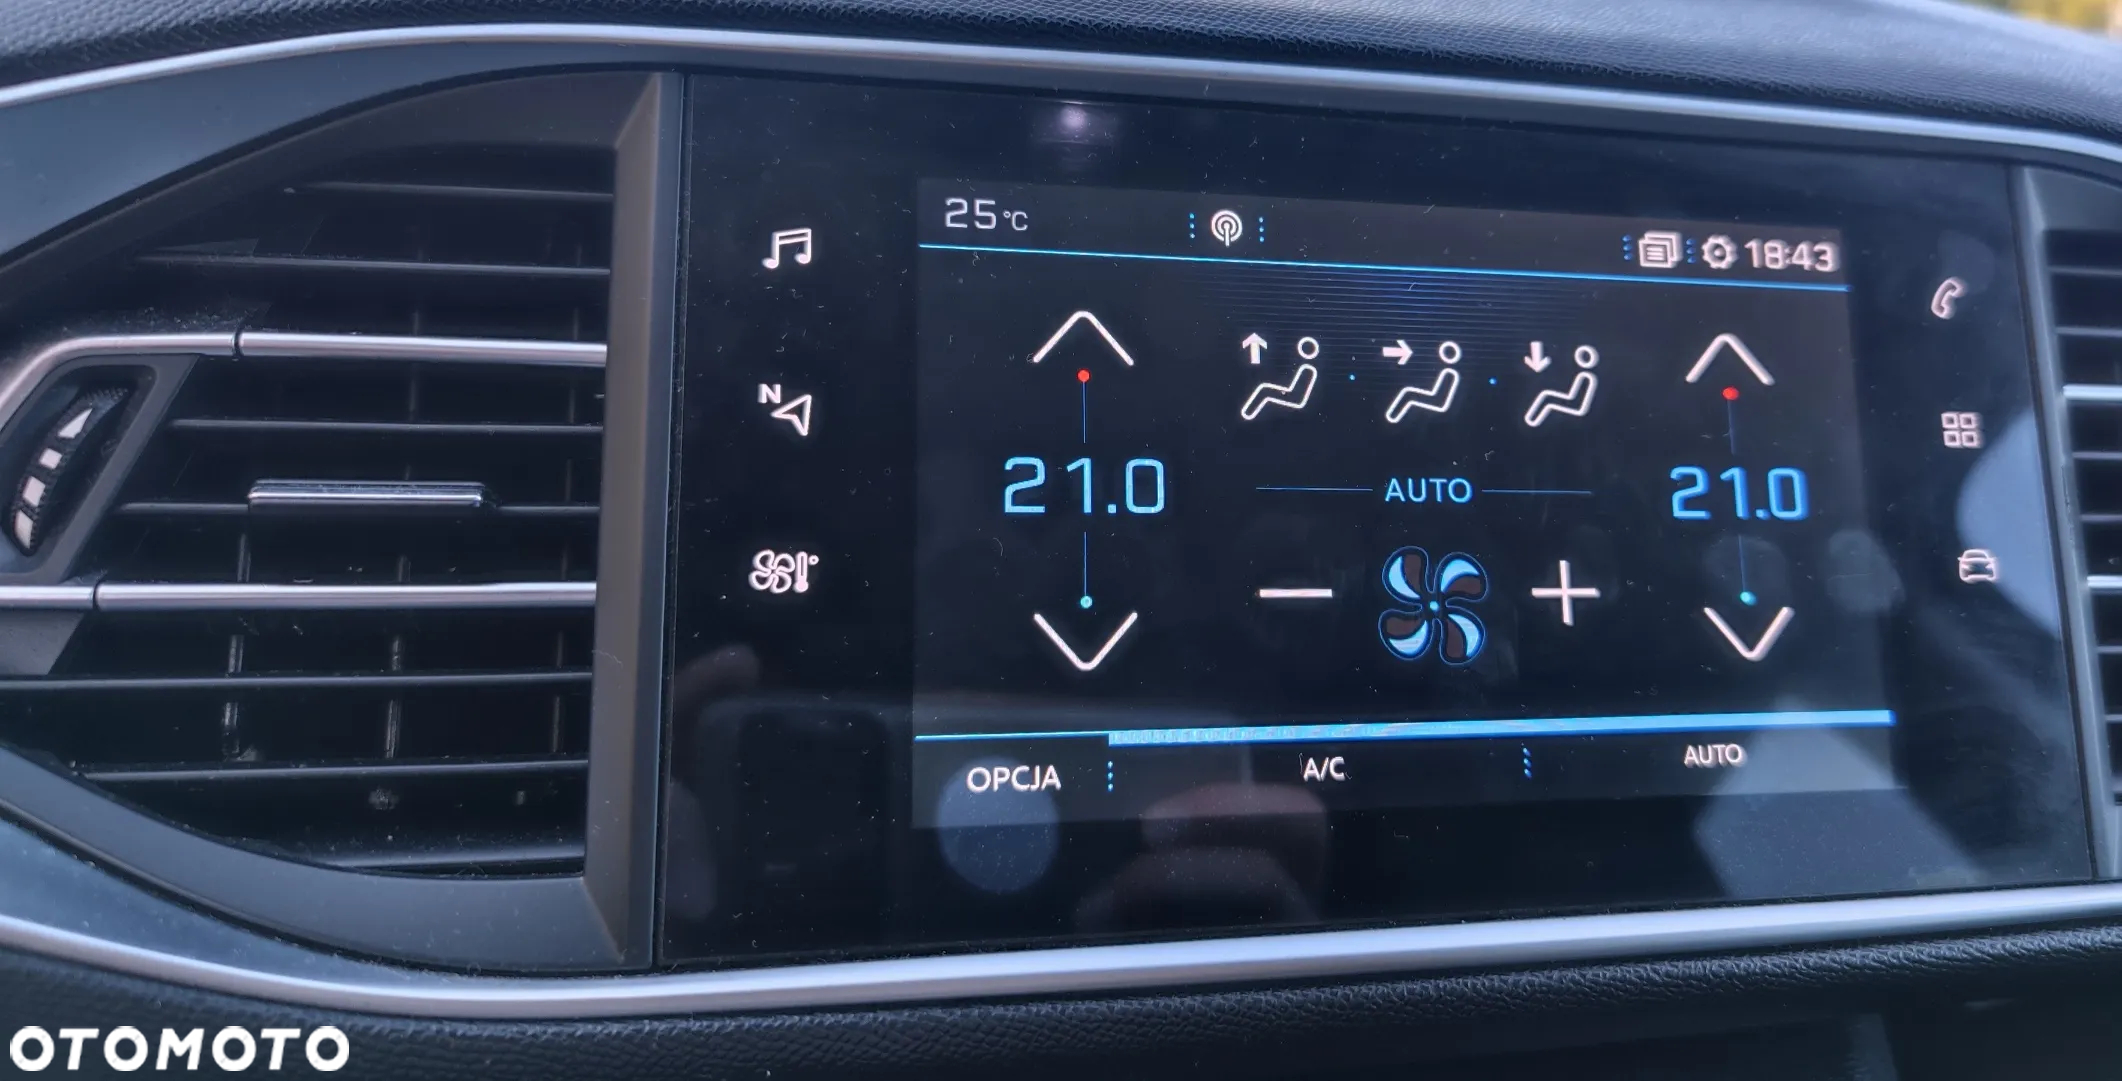 25°C
18:43
N
21.0
AUTO
21.0
OPCJA
A/C
AUTO
OTOMOTO